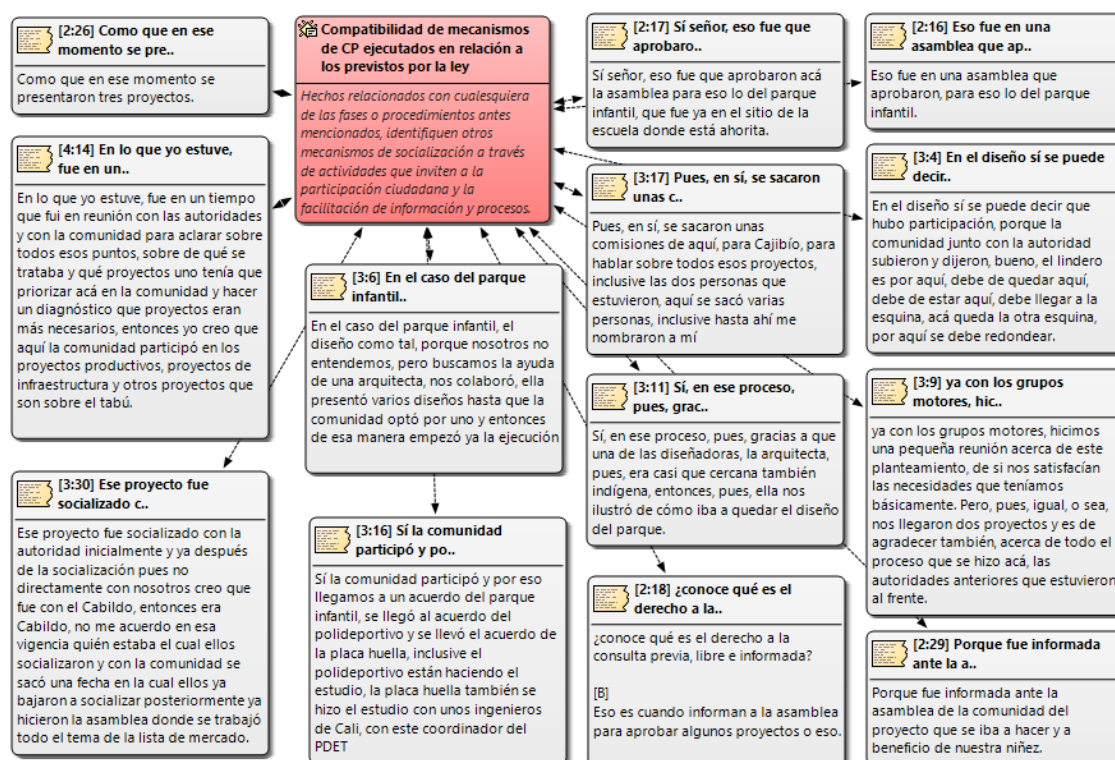 [2:26] Como que en ese
momento se pre..
Como que en ese momento se
presentaron tres proyectos.
[4:14] En lo que yo estuve,
fue en un..
En lo que yo estuve, fue en un tiempo
que fui en reunión con las autoridades
y con la comunidad para aclarar sobre
todos esos puntos, sobre de qué se
trataba y qué proyectos uno tenía que
priorizar acá en la comunidad y hacer
un diagnóstico que proyectos eran
más necesarios, entonces yo creo que
aquí la comunidad participó en los
proyectos productivos, proyectos de
infraestructura y otros proyectos que
son sobre el tabú.
[3:30] Ese proyecto fue
socializado c..
Ese proyecto fue socializado con la
autoridad inicialmente y ya después
de la socialización pues no
directamente con nosotros creo que
fue con el Cabildo, entonces era
Cabildo, no me acuerdo en esa
vigencia quién estaba el cual ellos
socializaron y con la comunidad se
sacó una fecha en la cual ellos ya
bajaron a socializar posteriormente ya
hicieron la asamblea donde se trabajó
todo el tema de la lista de mercado.
Compatibilidad de mecanismos
de CP ejecutados en relación a
los previstos por la ley
Hechos relacionados con cualesquiera
de las fases o procedimientos antes
mencionados, identifiquen otros
mecanismos de socialización a través
de actividades que inviten a la
participación ciudadana y la
facilitación de información y procesos.
[3:6] En el caso del parque
infantil..
En el caso del parque infantil, el
diseño como tal, porque nosotros no
entendemos, pero buscamos la ayuda
de una arquitecta, nos colaboró, ella
presentó varios diseños hasta que la
comunidad optó por uno y entonces
de esa manera empezó ya la ejecución
[3:16] Sí la comunidad
participó y po..
Sí la comunidad participó y por eso
llegamos a un acuerdo del parque
infantil, se llegó al acuerdo del
polideportivo y se llevó el acuerdo de
la placa huella, inclusive el
polideportivo están haciendo el
estudio, la placa huella también se
hizo el estudio con unos ingenieros
de Cali, con este coordinador del
PDET
[2:17] Sí señor, eso fue que
aprobaro..
Sí señor, eso fue que aprobaron acá
la asamblea para eso lo del parque
infantil, que fue ya en el sitio de la
escuela donde está ahorita.
[3:17] Pues, en sí, se sacaron
unas c..
Pues, en sí, se sacaron unas
comisiones de aquí, para Cajibío, para
hablar sobre todos esos proyectos,
inclusive las dos personas que
estuvieron, aquí se sacó varias
personas, inclusive hasta ahí me
nombraron a mí
[3:11] Sí, en ese proceso,
pues, grac..
Sí, en ese proceso, pues, gracias a que
una de las diseñadoras, la arquitecta,
pues, era casi que cercana también
indígena, entonces, pues, ella nos
ilustró de cómo iba a quedar el diseño
del parque.
[2:18] ¿conoce qué es el
derecho a la..
¿conoce qué es el derecho a la
consulta previa, libre e informada?
[B]
Eso es cuando informan a la asamblea
para aprobar algunos proyectos o eso.
[2:16] Eso fue en una
asamblea que ap..
Eso fue en una asamblea que
aprobaron, para eso lo del parque
infantil.
[3:4] En el diseño sí se puede
decir..
En el diseño sí se puede decir que
hubo participación, porque la
comunidad junto con la autoridad
subieron y dijeron, bueno, el lindero
es por aquí, debe de quedar aquí,
debe de estar aquí, debe llegar a la
esquina, acá queda la otra esquina,
por aquí se debe redondear.
[3:9] ya con los grupos
motores, hic..
ya con los grupos motores, hicimos
una pequeña reunión acerca de este
planteamiento, de si nos satisfacían
las necesidades que teníamos
básicamente. Pero, pues, igual, o sea,
nos llegaron dos proyectos y es de
agradecer también, acerca de todo el
proceso que se hizo acá, las
autoridades anteriores que estuvieron
al frente.
[2:29] Porque fue informada
ante la a..
Porque fue informada ante la
asamblea de la comunidad del
proyecto que se iba a hacer y a
beneficio de nuestra niñez.